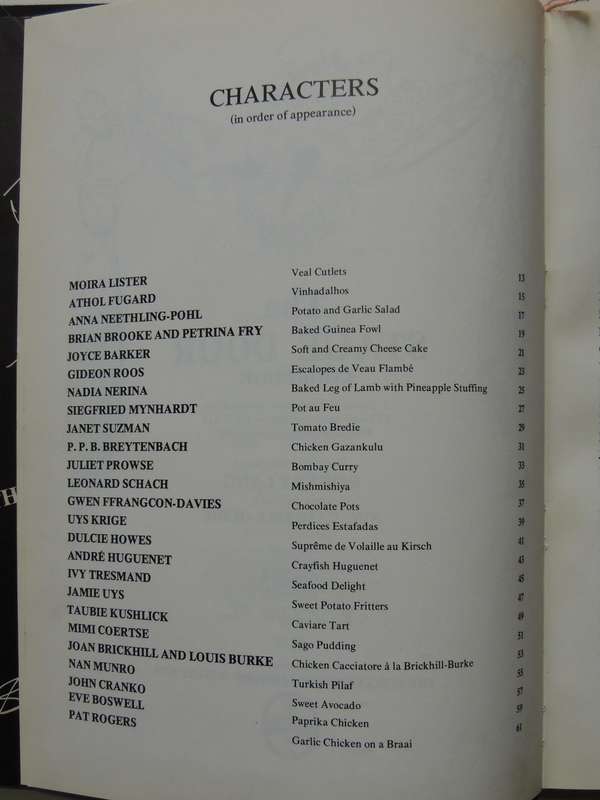 CHARACTERS
(in order of appearance)
MOIRA LISTER Veal Cutlets 13
ATHOL FUGARD Vinhadalhos 15
ANNA NEETHLING-POHL Potato and Garlic Salad 17
BRIAN BROOKE AND PETRINA FRY Baked Guinea Fowl 19
JOYCE BARKER Soft and Creamy Cheese Cake 21
GIDEON ROOS Escalopes de Veau Flambé 23
NADIA NERINA Baked Leg of Lamb with Pineapple Stuffing 25
SIEGFRIED MYNHARDT Pot au Feu 27
JANET SUZMAN Tomato Bredie 29
P. P. B. BREYTENBACH Chicken Gazankulu 31
JULIET PROWSE Bombay Curry 33
LEONARD SCHACH Mishmishiya 35
GWEN FFRANGCON-DAVIES Chocolate Pots 37
UYS KRIGE Perdices Estafadas 39
DULCIE HOWES Suprême de Volaille au Kirsch 41
ANDRÉ HUGUENET Crayfish Huguenet 43
IVY TRESMAND Seafood Delight 45
JAMIE UYS Sweet Potato Fritters 47
TAUBIE KUSHLICK Caviare Tart
MIMI COERTSE Sago Pudding 51
JOAN BRICKHILL AND LOUIS BURKE Chicken Cacciatore à la Brickhill-Burke 53
NAN MUNRO Turkish Pilaf 55
JOHN CRANKO Sweet Avocado 57
EVE BOSWELL Paprika Chicken 59
PAT ROGERS Garlic Chicken on a Braai 61